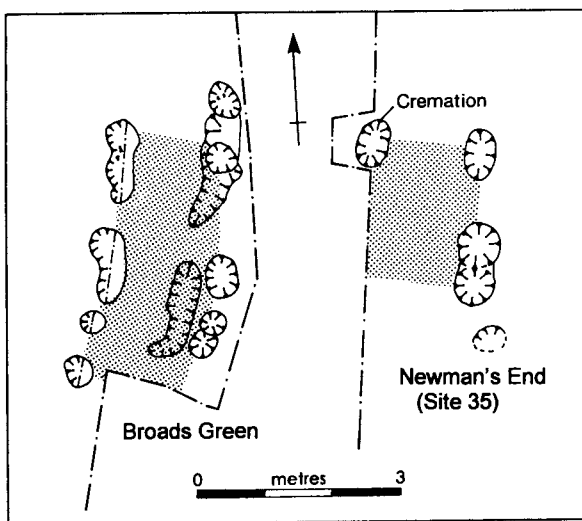 Cremation
Newman's End
(Site 35)
Broads Green
0 metres 3